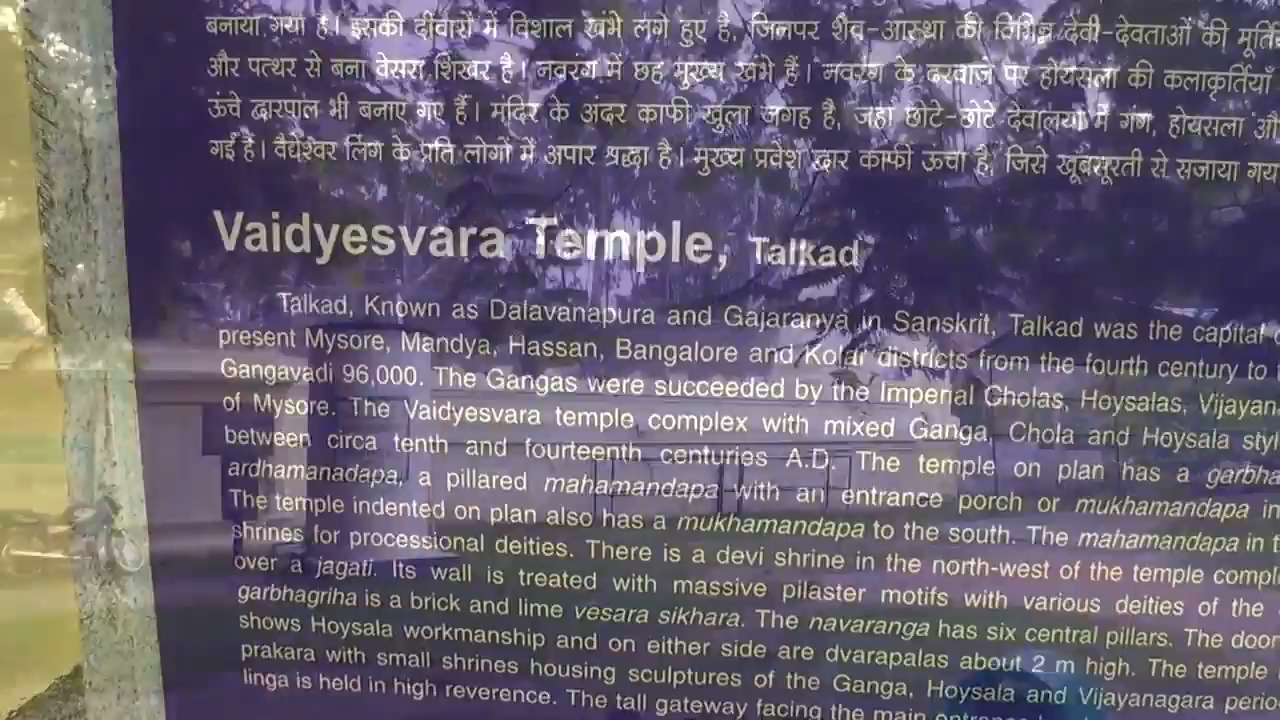 बनाया गया है। इसकी दीवारों में विशाल खंभे लगे हुए है, जिनपर शैव-आस्था की विभिन्न देवी-देवताओं की
और पत्थर से बना वेसरा शिखर है। नवरंग में छह मुख्य खंभे हैं। नवरंग के दरवाजे पर होयसला की कलाकृतियाँ
ऊंचे द्वारपाल भी बनाए गए हैं। मंदिर के अंदर काफी खुला जगह है, जहां छोटे-छोटे देवालयों में गंग, होयसला
गई है। वैद्येश्वर लिंग के प्रति लोगों में अपार श्रद्धा है। मुख्य प्रवेश द्वार काफी ऊंचा है, जिसे खूबसूरती से सजाया
Vaidyesvara Temple, Talkad
Talkad, Known as Dalavanapura and Gajaranya in Sanskrit, Talkad was the capital
present Mysore, Mandya, Hassan, Bangalore and Kolar districts from the fourth century to
Gangavadi 96,000. The Gangas were succeeded by the Imperial Cholas, Hoysalas,
of Mysore. The Vaidyesvara temple complex with mixed Ganga, Chola and Hoysala
between circa tenth and fourteenth centuries A.D. The temple on plan has a
ardhamanadapa, a pillared mahamandapa with an entrance porch or mukhamandapa in
The temple indented on plan also has a mukhamandapa to the south. The mahamandapa in
shrines for processional deities. There is a devi shrine in the north-west of the temple
over a jagati. Its wall is treated with massive pilaster motifs with various deities of the
garbhagriha is a brick and lime vesara sikhara. The navaranga has six central pillars. The
shows Hoysala workmanship and on either side are dvarapalas about 2 m high. The temple
prakara with small shrines housing sculptures of the Ganga, Hoysala and Vijayanagara
linga is held in high reverence. The tall gateway facing the main